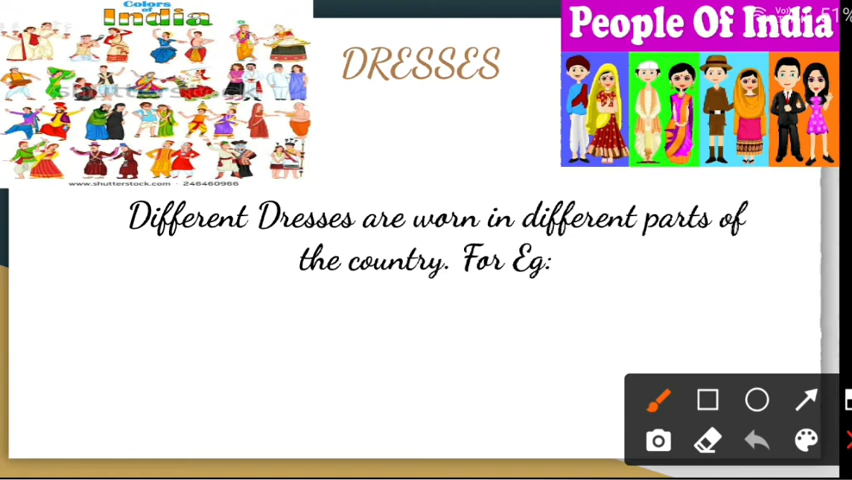 Colors
of
India
www.shutterstock.com · 246460966
DRESSES
People Of India
51%
Different Dresses are worn in different parts of
the country. For Eg: